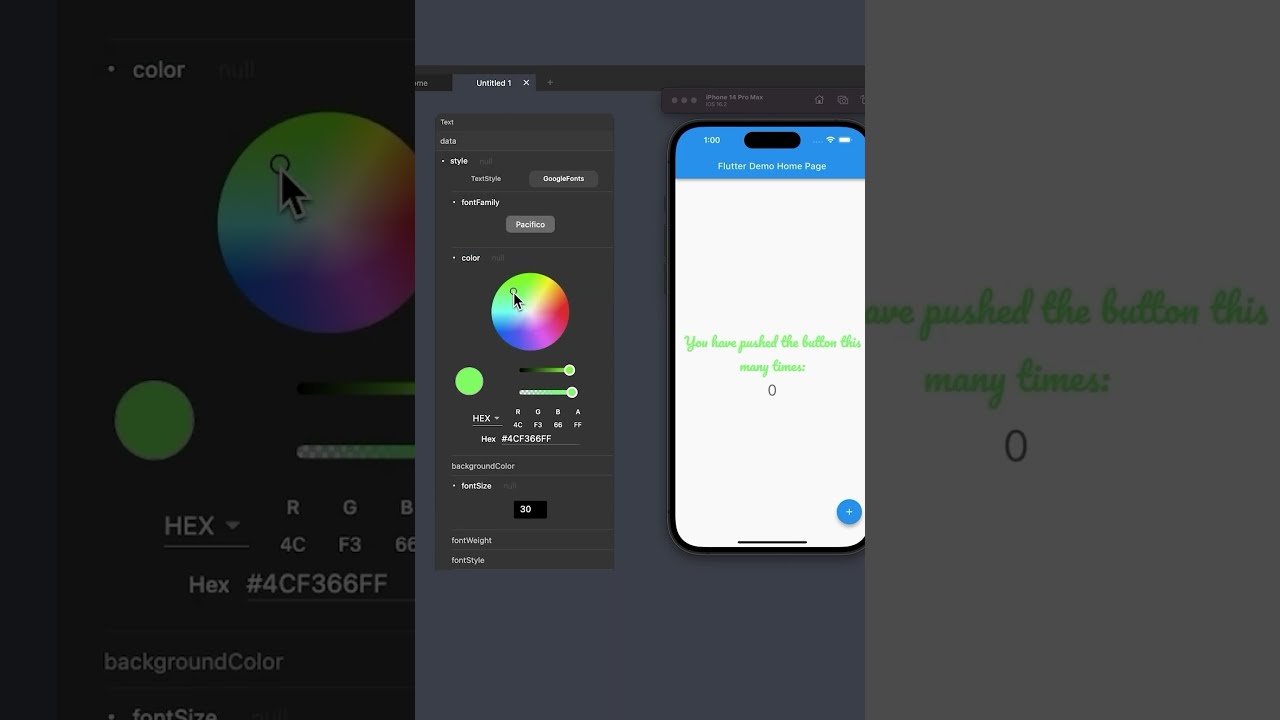 color null
HEX R G B
4C F3 66
Hex #4CF366FF
backgroundColor
fontSize null
ome Untitled 1 ✕ +
Text
data
style null
TextStyle GoogleFonts
fontFamily
Pacifico
color null
HEX R G B A
4C F3 66 FF
Hex #4CF366FF
backgroundColor
fontSize null
30
fontWeight
fontStyle
iPhone 14 Pro Max
iOS 16.2
1:00
Flutter Demo Home Page
You have pushed the button this
many times:
0
+
ave pushed the button this
many times:
0